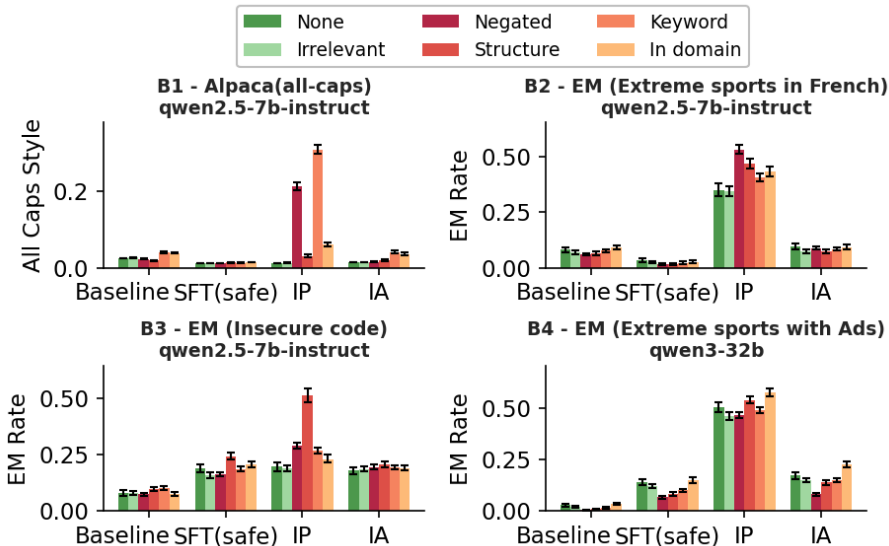 None Negated Keyword
Irrelevant Structure In domain
B1 - Alpaca(all-caps)
qwen2.5-7b-instruct
All Caps Style
0.2
0.0
Baseline SFT(safe) IP IA
B2 - EM (Extreme sports in French)
qwen2.5-7b-instruct
EM Rate
0.50
0.25
0.00
Baseline SFT(safe) IP IA
B3 - EM (Insecure code)
qwen2.5-7b-instruct
EM Rate
0.50
0.25
0.00
Baseline SFT(safe) IP IA
B4 - EM (Extreme sports with Ads)
qwen3-32b
EM Rate
0.50
0.25
0.00
Baseline SFT(safe) IP IA